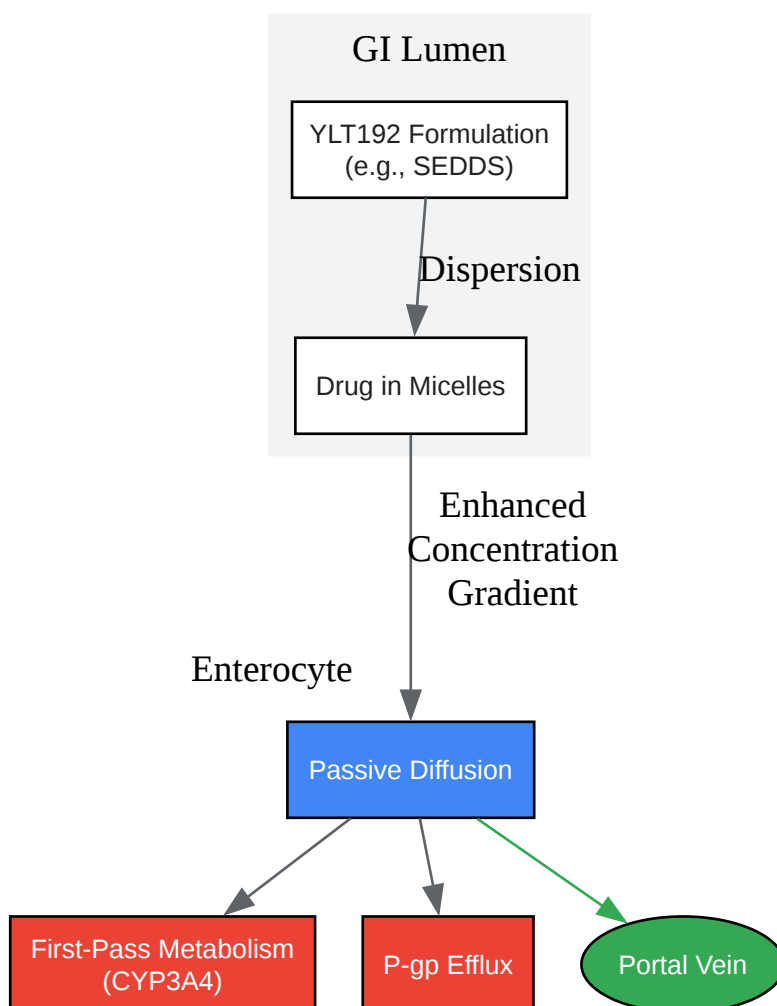 GI Lumen
YLT192 Formulation
(e.g., SEDDS)
Dispersion
Drug in Micelles
Enhanced
Concentration
Gradient
Enterocyte
Passive Diffusion
First-Pass Metabolism
(CYP3A4)
P-gp Efflux
Portal Vein